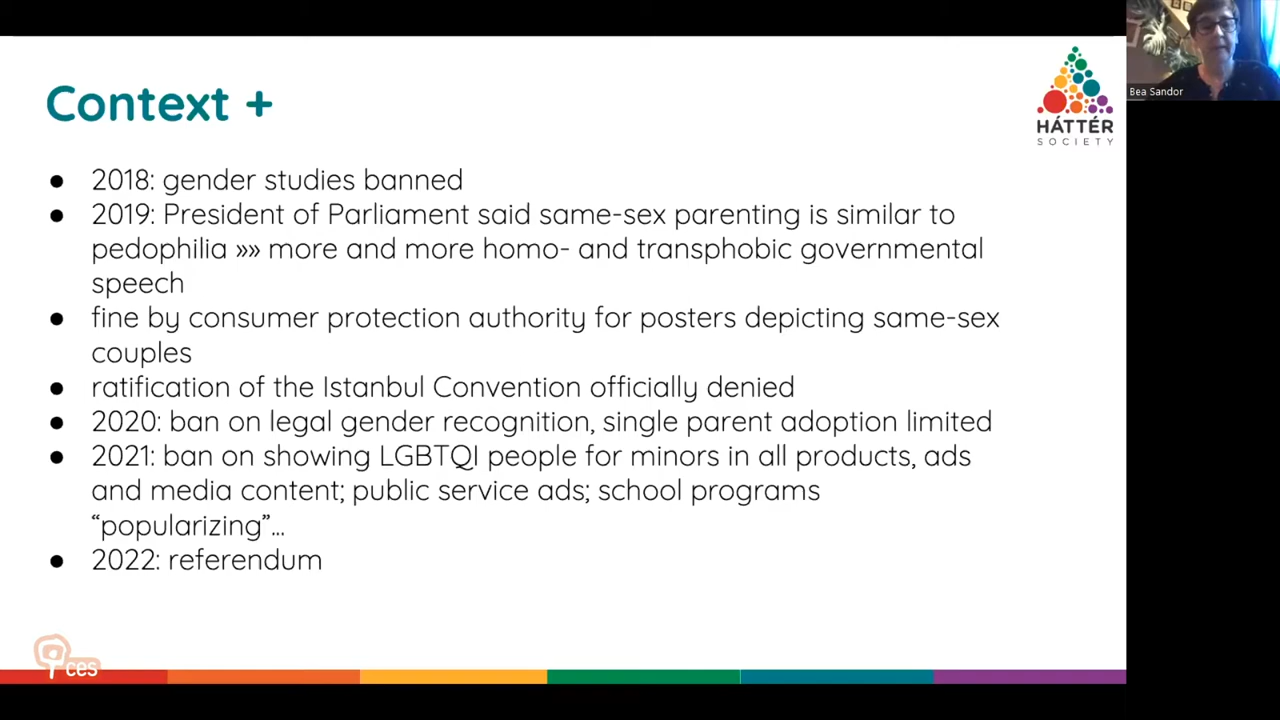 Context +
HÁTTÉR
SOCIETY
Bea Sandor
● 2018: gender studies banned
● 2019: President of Parliament said same-sex parenting is similar to
pedophilia »» more and more homo- and transphobic governmental
speech
● fine by consumer protection authority for posters depicting same-sex
couples
● ratification of the Istanbul Convention officially denied
● 2020: ban on legal gender recognition, single parent adoption limited
● 2021: ban on showing LGBTQI people for minors in all products, ads
and media content; public service ads; school programs
“popularizing”...
● 2022: referendum
ces